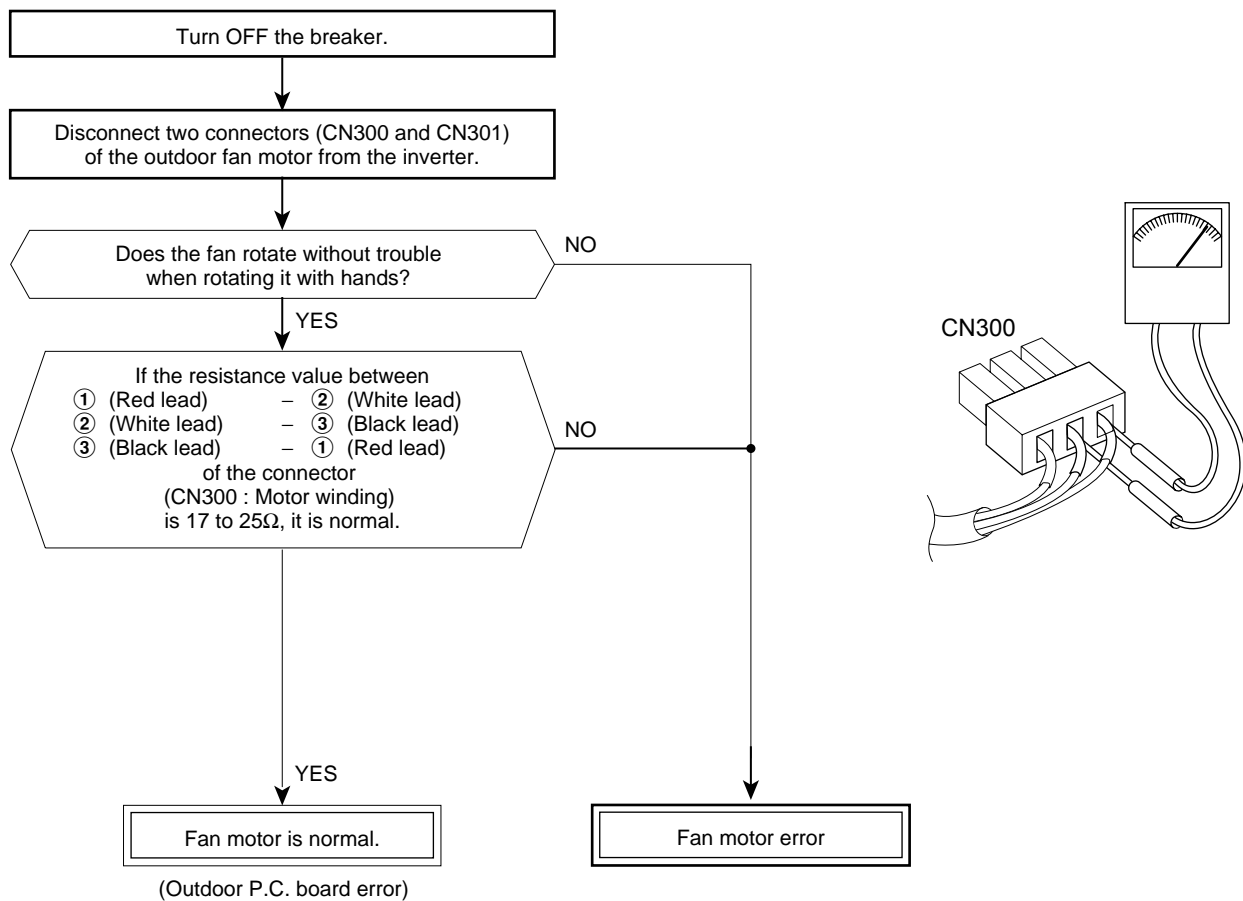 Turn OFF the breaker.
Disconnect two connectors (CN300 and CN301)
of the outdoor fan motor from the inverter.
Does the fan rotate without trouble
when rotating it with hands?
NO
YES
If the resistance value between
① (Red lead) – ② (White lead)
② (White lead) – ③ (Black lead)
③ (Black lead) – ① (Red lead)
of the connector
(CN300 : Motor winding)
is 17 to 25Ω, it is normal.
NO
YES
Fan motor is normal.
(Outdoor P.C. board error)
Fan motor error
CN300